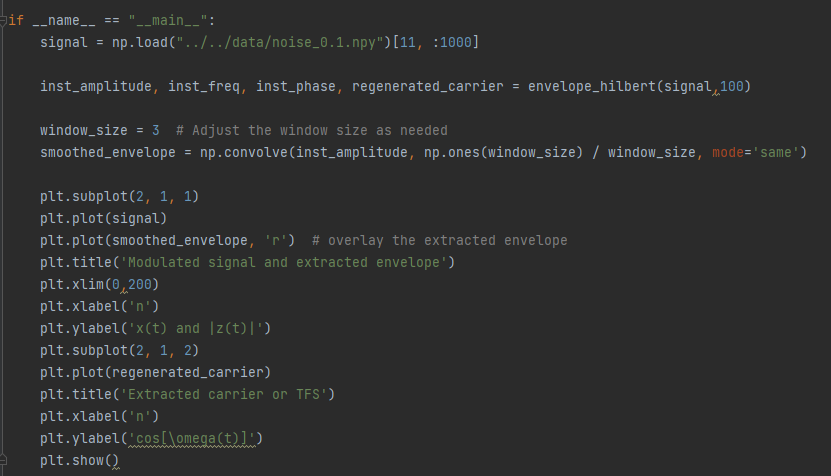 if __name__ == "__main__":
    signal = np.load("../../data/noise_0.1.npy")[11, :1000]

    inst_amplitude, inst_freq, inst_phase, regenerated_carrier = envelope_hilbert(signal,100)

    window_size = 3  # Adjust the window size as needed
    smoothed_envelope = np.convolve(inst_amplitude, np.ones(window_size) / window_size, mode='same')

    plt.subplot(2, 1, 1)
    plt.plot(signal)
    plt.plot(smoothed_envelope, 'r')  # overlay the extracted envelope
    plt.title('Modulated signal and extracted envelope')
    plt.xlim(0,200)
    plt.xlabel('n')
    plt.ylabel('x(t) and |z(t)|')
    plt.subplot(2, 1, 2)
    plt.plot(regenerated_carrier)
    plt.title('Extracted carrier or TFS')
    plt.xlabel('n')
    plt.ylabel('cos[\omega(t)]')
    plt.show()